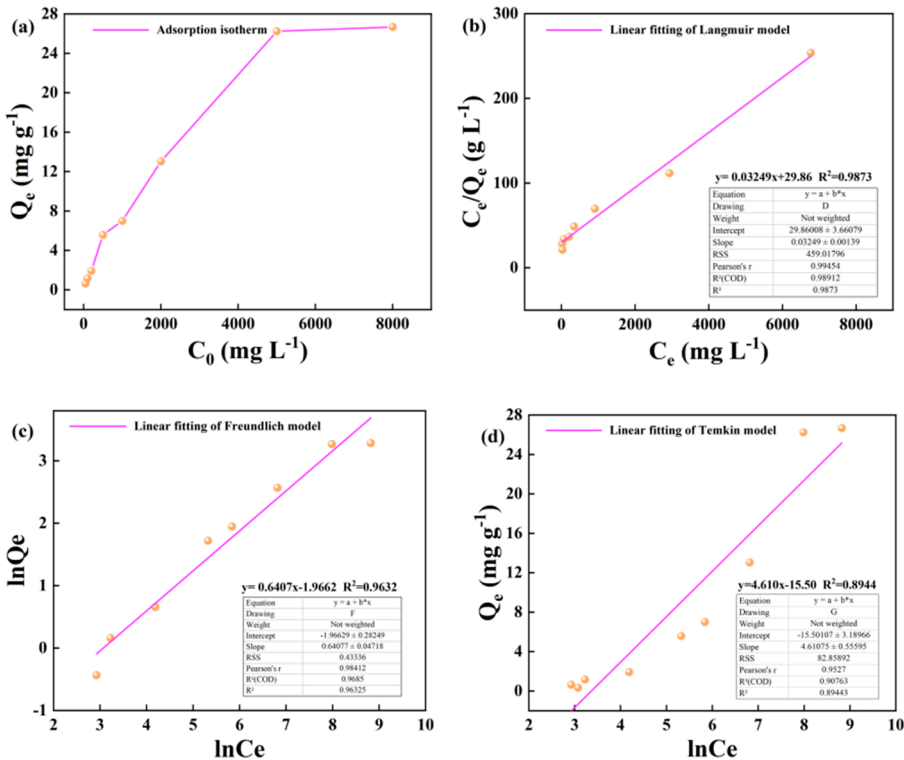 (a)
Adsorption isotherm
28
24
20
16
12
8
4
0
Qe (mg g-1)
0 2000 4000 6000 8000
C0 (mg L-1)
(b)
Linear fitting of Langmuir model
300
200
100
0
Ce/Qe (g L-1)
y= 0.03249x+29.86 R2=0.9873
Equation y = a + b*x
Drawing D
Weight Not weighted
Intercept 29.86008 ± 3.66079
Slope 0.03249 ± 0.00139
RSS 459.01796
Pearson's r 0.99454
R²(COD) 0.98912
R² 0.9873
0 2000 4000 6000 8000
Ce (mg L-1)
(c)
Linear fitting of Freundlich model
3
2
1
0
-1
lnQe
y= 0.6407x-1.9662 R2=0.9632
Equation y = a + b*x
Drawing F
Weight Not weighted
Intercept -1.96629 ± 0.28249
Slope 0.64077 ± 0.04718
RSS 0.43336
Pearson's r 0.98412
R²(COD) 0.9685
R² 0.96325
2 3 4 5 6 7 8 9 10
lnCe
(d)
Linear fitting of Temkin model
28
24
20
16
12
8
4
0
Qe (mg g-1)
y=4.610x-15.50 R2=0.8944
Equation y = a + b*x
Drawing G
Weight Not weighted
Intercept -15.50107 ± 3.18966
Slope 4.61075 ± 0.55595
RSS 82.85892
Pearson's r 0.9527
R²(COD) 0.90763
R² 0.89443
2 3 4 5 6 7 8 9 10
lnCe